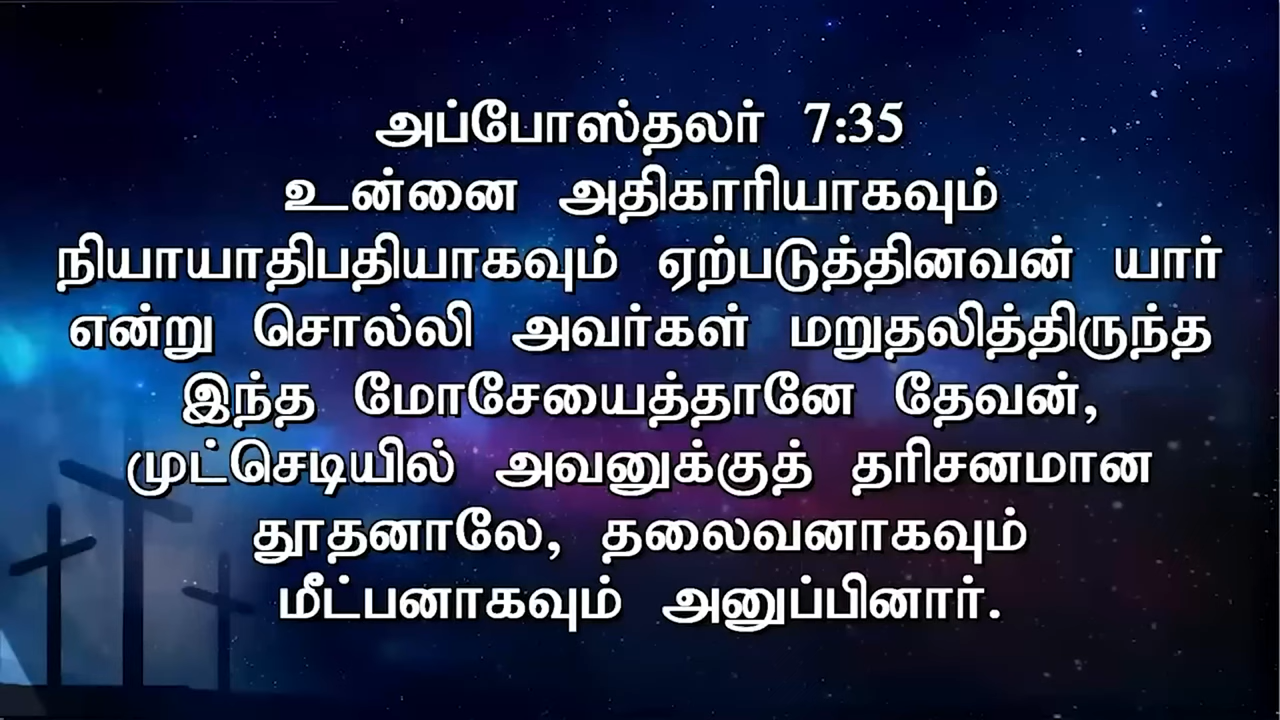 அப்போஸ்தலர் 7:35
உன்னை அதிகாரியாகவும்
நியாயாதிபதியாகவும் ஏற்படுத்தினவன் யார்
என்று சொல்லி அவர்கள் மறுதலித்திருந்த
இந்த மோசேயைத்தானே தேவன்,
முட்செடியில் அவனுக்குத் தரிசனமான
தூதனாலே, தலைவனாகவும்
மீட்பனாகவும் அனுப்பினார்.